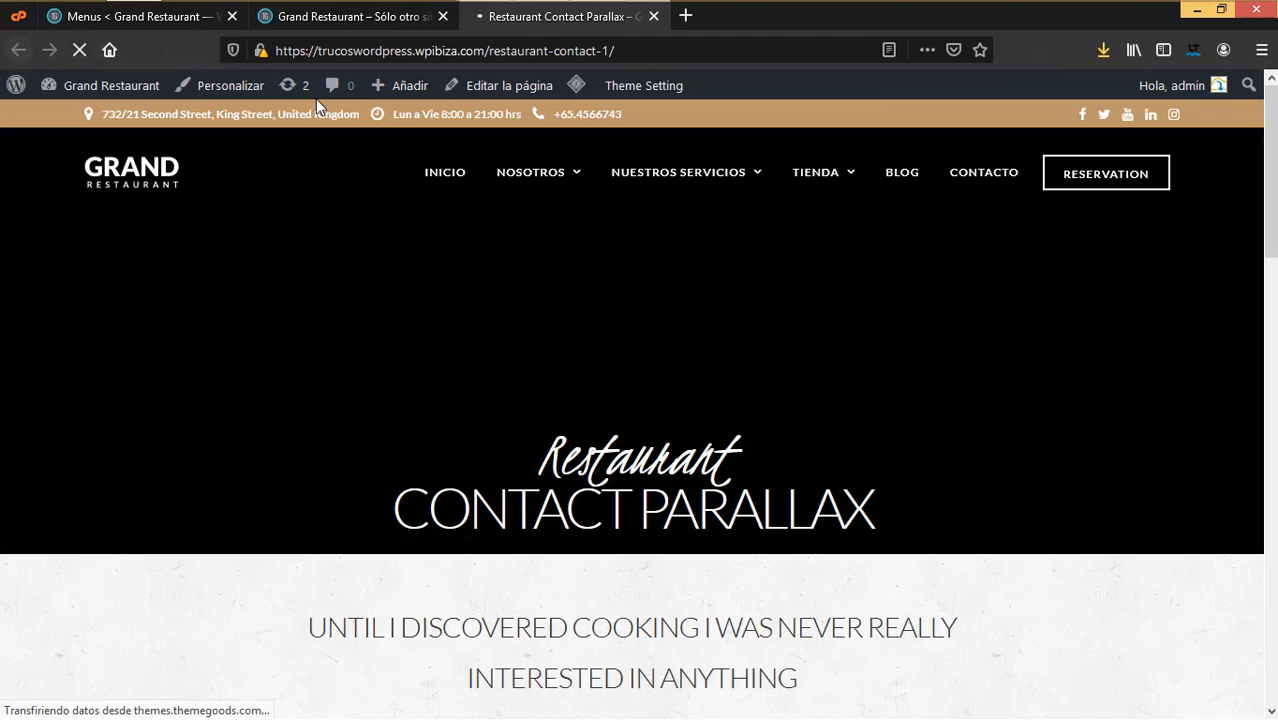 Menus < Grand Restaurant — W
Grand Restaurant – Sólo otro sit
Restaurant Contact Parallax – G
https://trucoswordpress.wpibiza.com/restaurant-contact-1/
Grand Restaurant
Personalizar
2
0
Añadir
Editar la página
Theme Setting
Hola, admin
732/21 Second Street, King Street, United Kingdom
Lun a Vie 8:00 a 21:00 hrs
+65.4566743
GRAND
RESTAURANT
INICIO
NOSOTROS
NUESTROS SERVICIOS
TIENDA
BLOG
CONTACTO
RESERVATION
Restaurant
CONTACT PARALLAX
UNTIL I DISCOVERED COOKING I WAS NEVER REALLY
INTERESTED IN ANYTHING
Transfiriendo datos desde themes.themegoods.com...